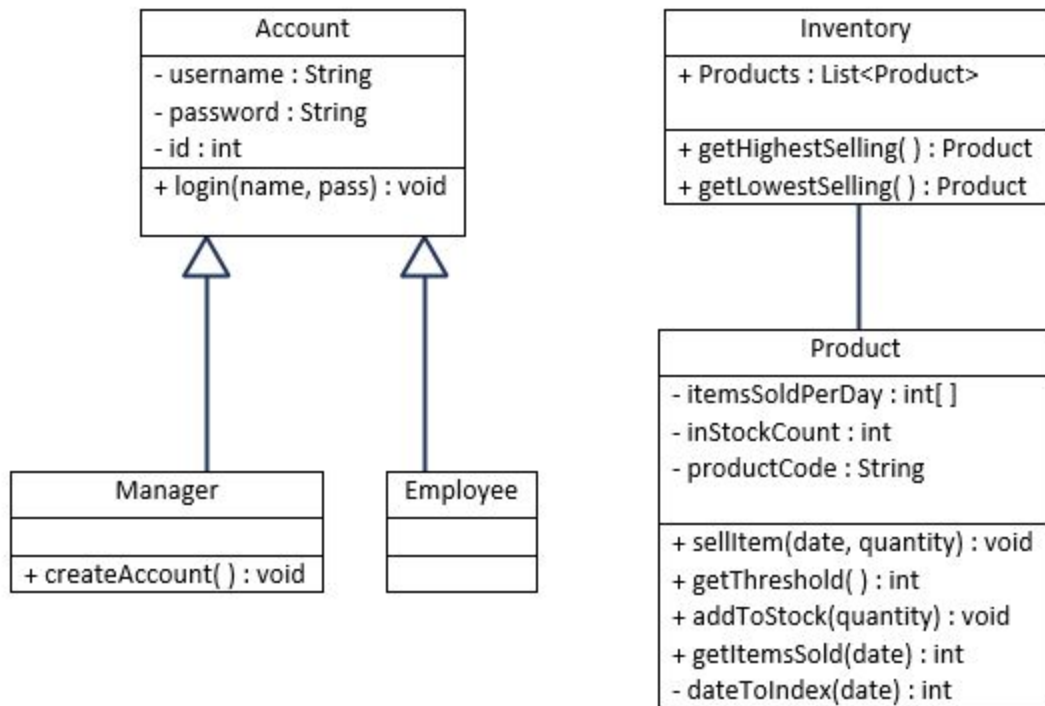 Account
- username : String
- password : String
- id : int
+ login(name, pass) : void
Inventory
+ Products : List<Product>
+ getHighestSelling( ) : Product
+ getLowestSelling( ) : Product
Manager
+ createAccount( ) : void
Employee
Product
- itemsSoldPerDay : int[ ]
- inStockCount : int
- productCode : String
+ sellItem(date, quantity) : void
+ getThreshold( ) : int
+ addToStock(quantity) : void
+ getItemsSold(date) : int
- dateToIndex(date) : int